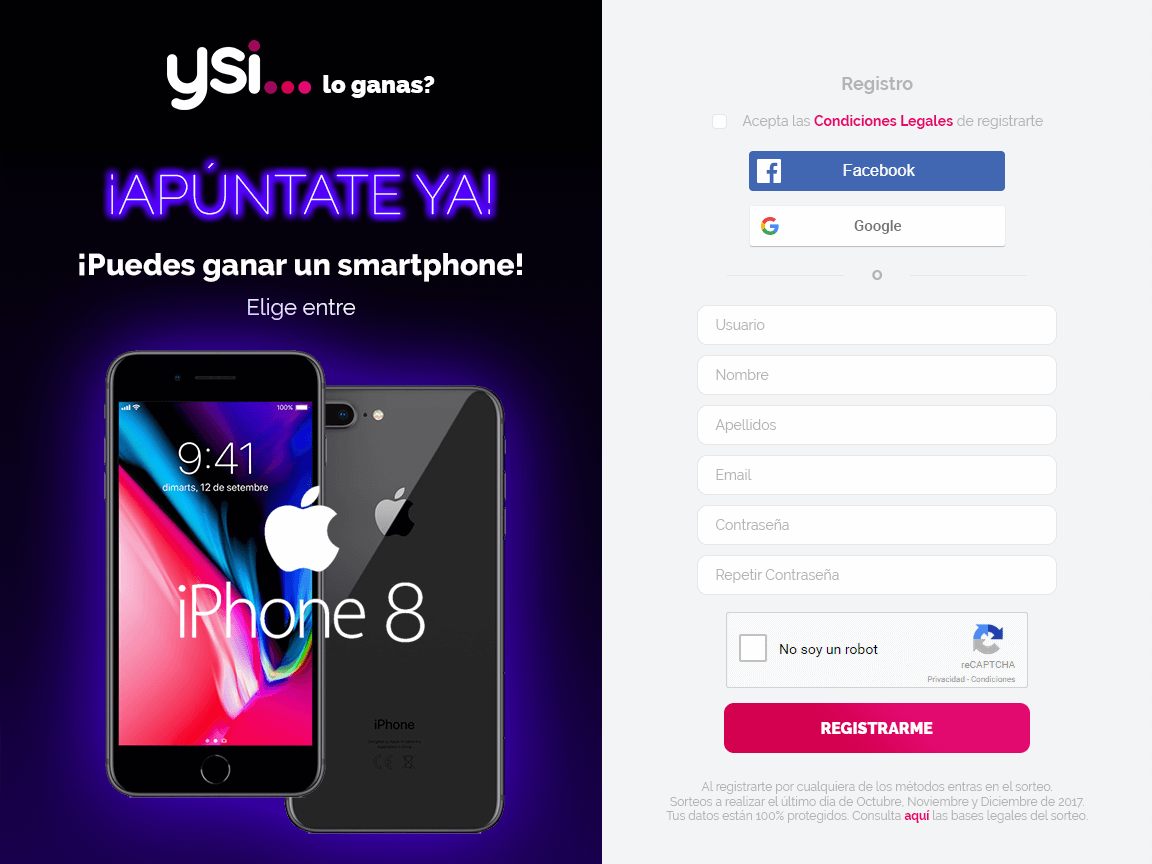 ysi... lo ganas?
¡APÚNTATE YA!
¡Puedes ganar un smartphone!
Elige entre
100%
9:41
dimarts, 12 de setembre
iPhone 8
iPhone
Registro
Acepta las Condiciones Legales de registrarte
Facebook
Google
o
Usuario
Nombre
Apellidos
Email
Contraseña
Repetir Contraseña
No soy un robot
reCAPTCHA
Privacidad - Condiciones
REGISTRARME
Al registrarte por cualquiera de los métodos entras en el sorteo.
Sorteos a realizar el último dia de Octubre, Noviembre y Diciembre de 2017.
Tus datos están 100% protegidos. Consulta aquí las bases legales del sorteo.